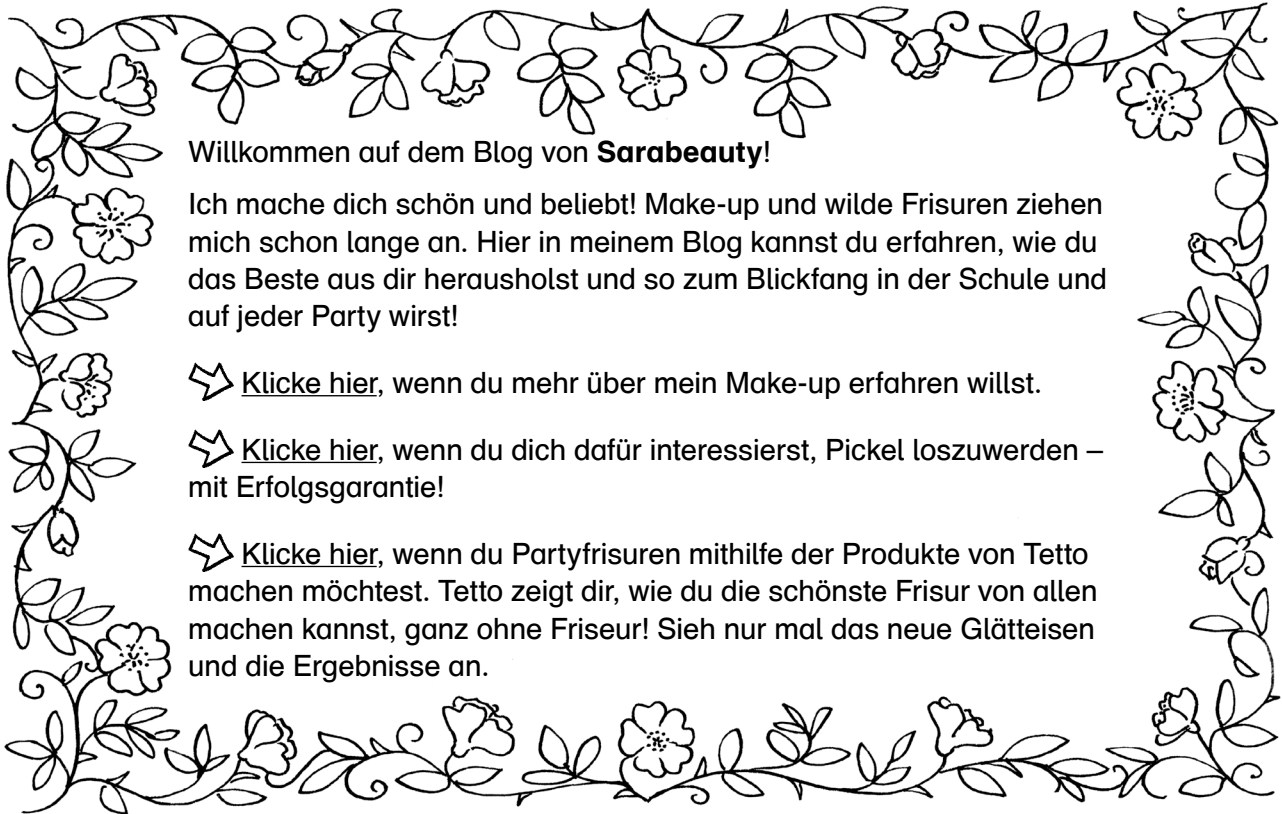 Willkommen auf dem Blog von Sarabeauty!
Ich mache dich schön und beliebt! Make-up und wilde Frisuren ziehen
mich schon lange an. Hier in meinem Blog kannst du erfahren, wie du
das Beste aus dir herausholst und so zum Blickfang in der Schule und
auf jeder Party wirst!
Klicke hier, wenn du mehr über mein Make-up erfahren willst.
Klicke hier, wenn du dich dafür interessierst, Pickel loszuwerden –
mit Erfolgsgarantie!
Klicke hier, wenn du Partyfrisuren mithilfe der Produkte von Tetto
machen möchtest. Tetto zeigt dir, wie du die schönste Frisur von allen
machen kannst, ganz ohne Friseur! Sieh nur mal das neue Glätteisen
und die Ergebnisse an.